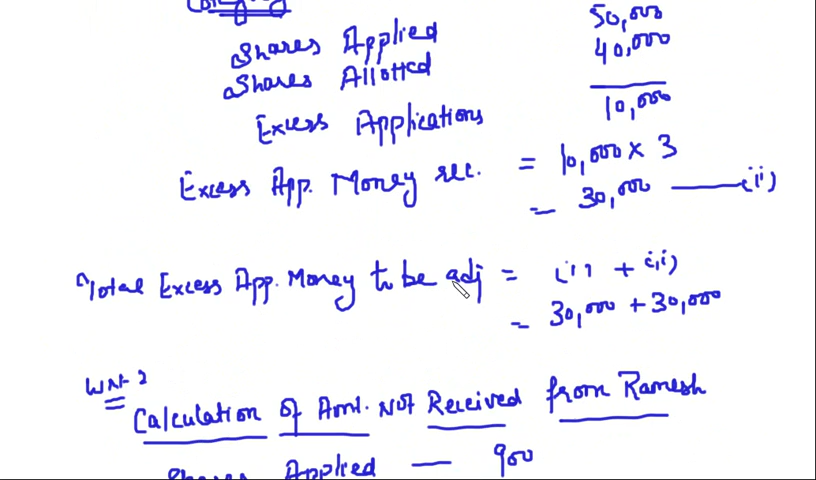 50,000
Shares Applied 40,000
Shares Allotted
Excess Applications 10,000
Excess App. Money rec. = 10,000 x 3
= 30,000 — (ii)
Total Excess App. Money to be adj = (i) + (ii)
= 30,000 + 30,000
Calculation of Amt. Not Received from Ramesh
Shares Applied — 900